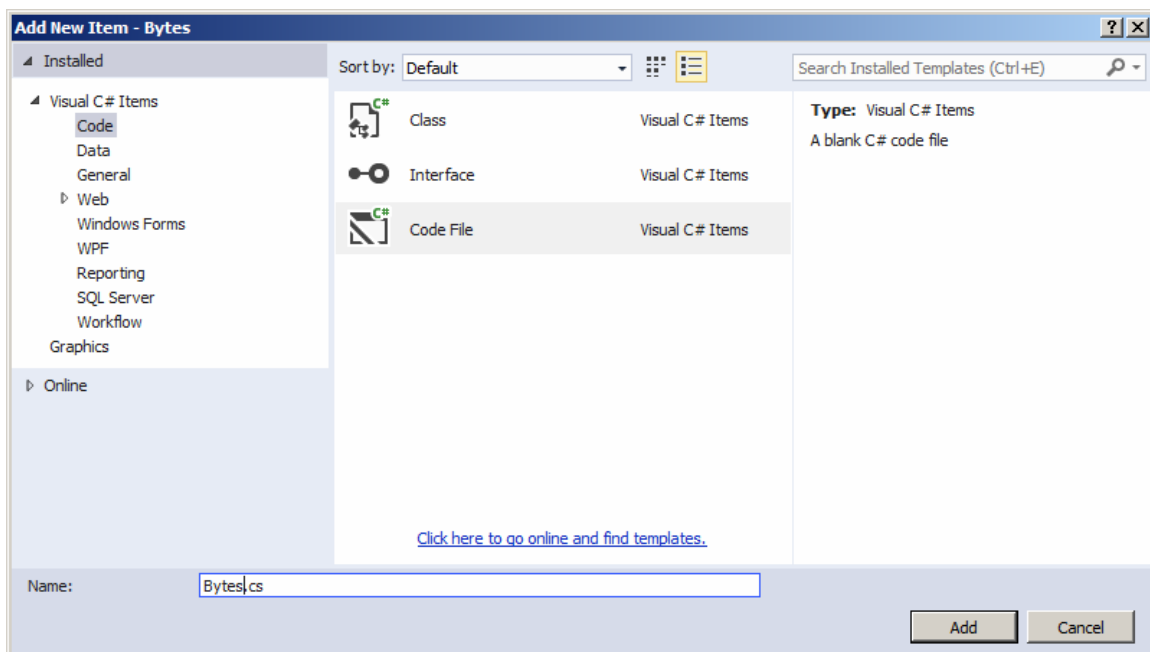 Add New Item - Bytes
Installed
Visual C# Items
Code
Data
General
Web
Windows Forms
WPF
Reporting
SQL Server
Workflow
Graphics
Online
Sort by: Default
C#
Class Visual C# Items
Interface Visual C# Items
C#
Code File Visual C# Items
Click here to go online and find templates.
Search Installed Templates (Ctrl+E)
Type: Visual C# Items
A blank C# code file
Name: Bytes.cs
Add Cancel